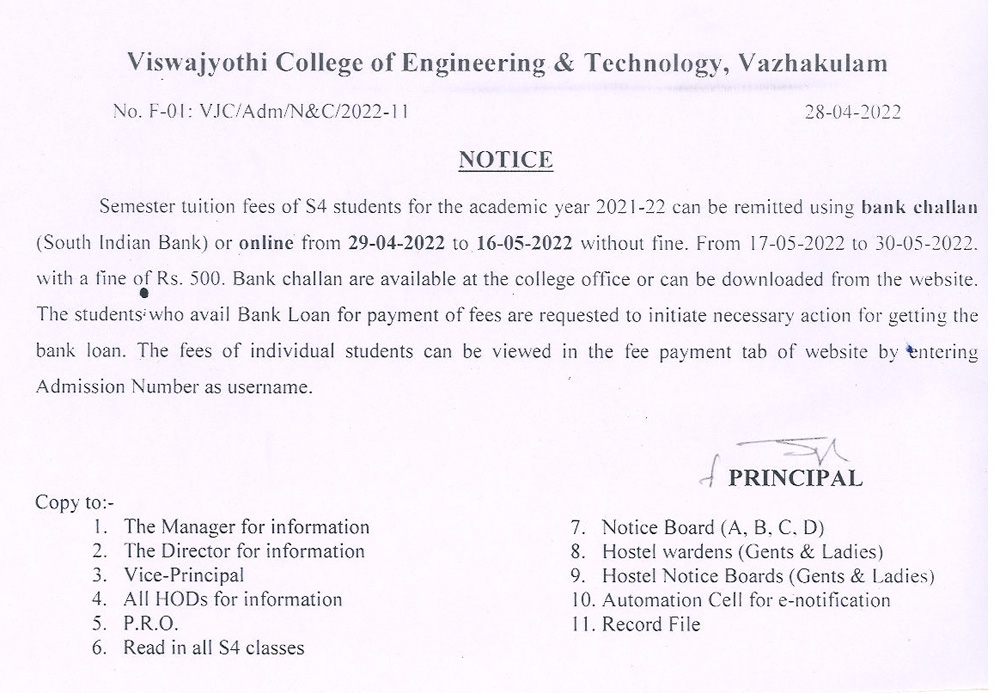 Viswajyothi College of Engineering & Technology, Vazhakulam
No. F-01: VJC/Adm/N&C/2022-11 28-04-2022
NOTICE
Semester tuition fees of S4 students for the academic year 2021-22 can be remitted using bank challan
(South Indian Bank) or online from 29-04-2022 to 16-05-2022 without fine. From 17-05-2022 to 30-05-2022.
with a fine of Rs. 500. Bank challan are available at the college office or can be downloaded from the website.
The students who avail Bank Loan for payment of fees are requested to initiate necessary action for getting the
bank loan. The fees of individual students can be viewed in the fee payment tab of website by entering
Admission Number as username.
PRINCIPAL
Copy to:-
1. The Manager for information
2. The Director for information
3. Vice-Principal
4. All HODs for information
5. P.R.O.
6. Read in all S4 classes
7. Notice Board (A, B, C, D)
8. Hostel wardens (Gents & Ladies)
9. Hostel Notice Boards (Gents & Ladies)
10. Automation Cell for e-notification
11. Record File